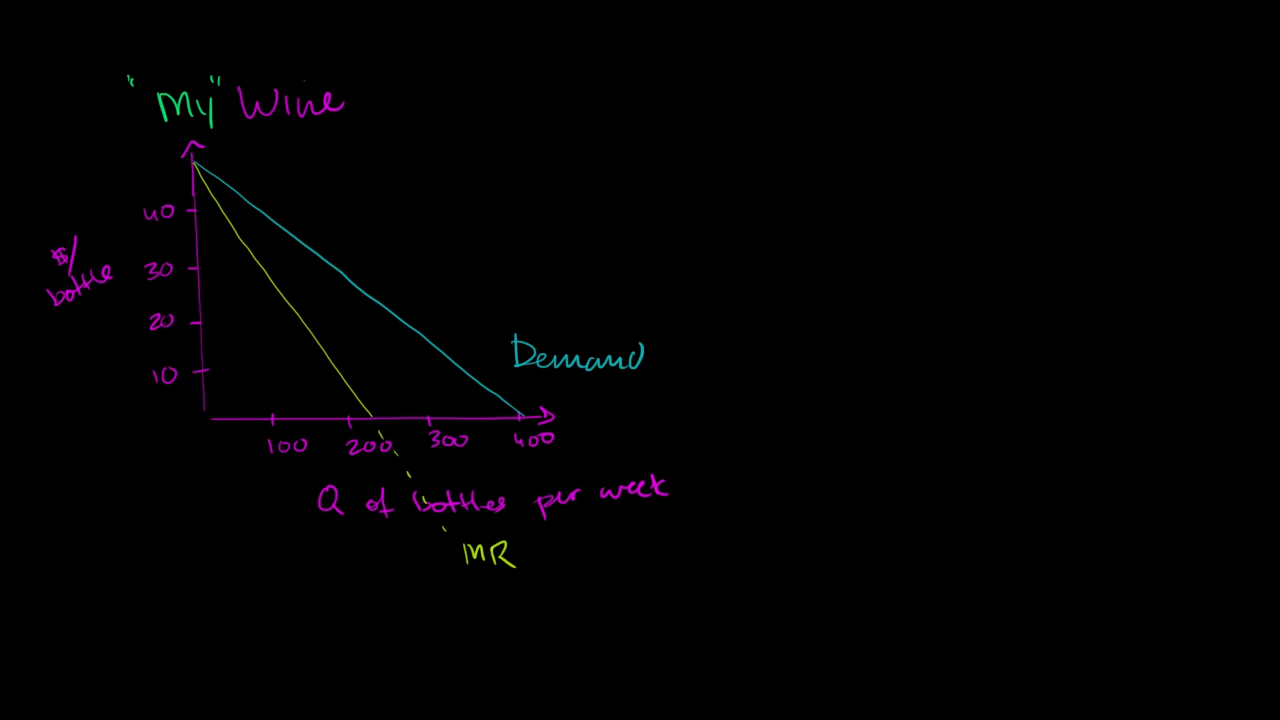 "My" Wine
40
$/
bottle
30
20
10
Demand
100 200 300 400
Q of bottles per week
MR